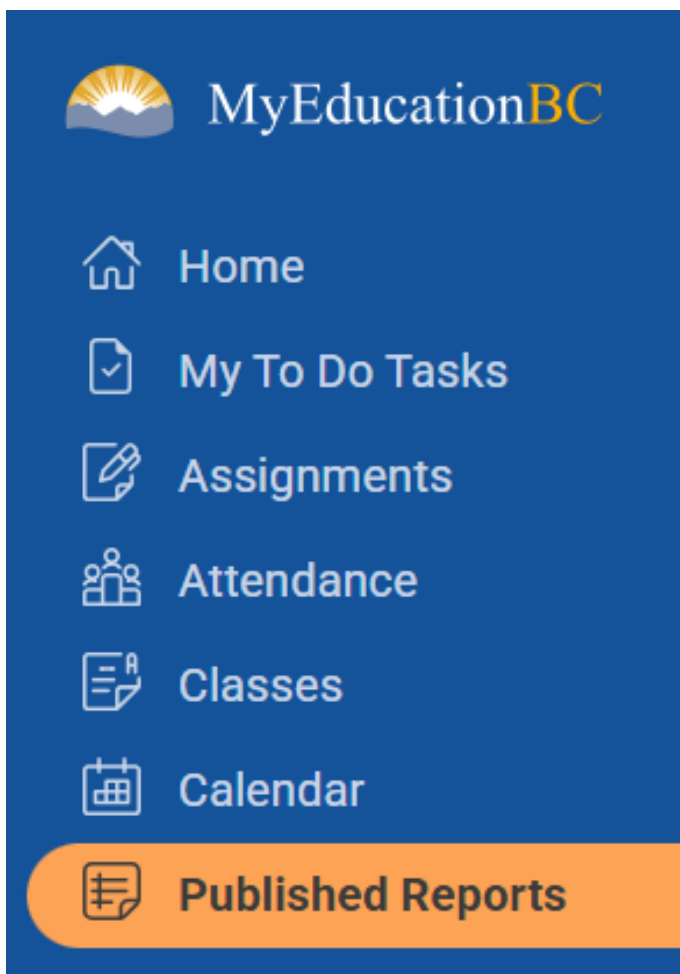 MyEducationBC
Home
My To Do Tasks
Assignments
Attendance
Classes
Calendar
Published Reports